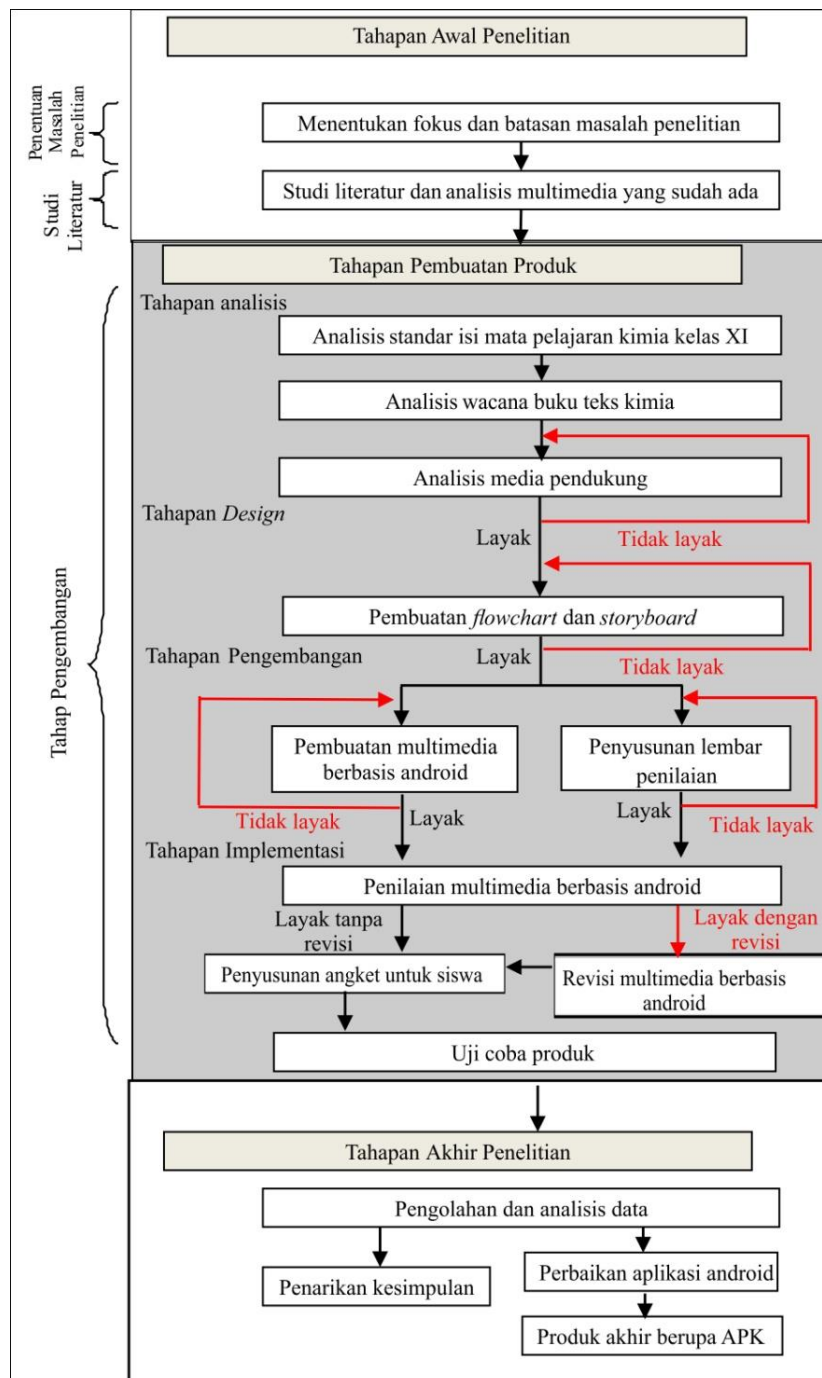 Tahapan Awal Penelitian
Penentuan
Masalah
Penelitian
Menentukan fokus dan batasan masalah penelitian
Studi
Literatur
Studi literatur dan analisis multimedia yang sudah ada
Tahapan Pembuatan Produk
Tahap Pengembangan
Tahapan analisis
Analisis standar isi mata pelajaran kimia kelas XI
Analisis wacana buku teks kimia
Analisis media pendukung
Tahapan Design
Layak
Tidak layak
Pembuatan flowchart dan storyboard
Tahapan Pengembangan
Layak
Tidak layak
Pembuatan multimedia
berbasis android
Penyusunan lembar
penilaian
Tidak layak
Layak
Layak
Tidak layak
Tahapan Implementasi
Penilaian multimedia berbasis android
Layak tanpa
revisi
Layak dengan
revisi
Penyusunan angket untuk siswa
Revisi multimedia berbasis
android
Uji coba produk
Tahapan Akhir Penelitian
Pengolahan dan analisis data
Penarikan kesimpulan
Perbaikan aplikasi android
Produk akhir berupa APK